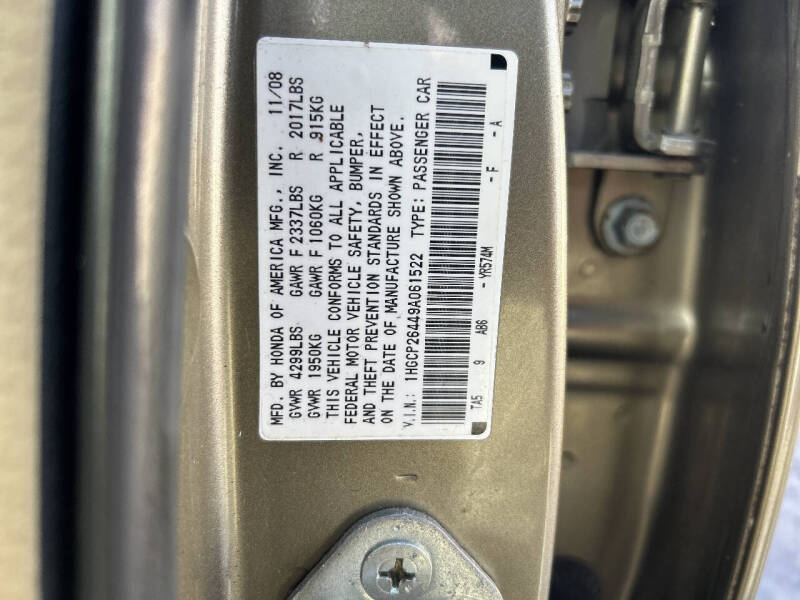 MFD. BY HONDA OF AMERICA MFG., INC. 11/08
GVWR 4299LBS GAWR F 2337LBS R 2017LBS
GVWR 1950KG GAWR F 1060KG R 915KG
THIS VEHICLE CONFORMS TO ALL APPLICABLE
FEDERAL MOTOR VEHICLE SAFETY, BUMPER,
AND THEFT PREVENTION STANDARDS IN EFFECT
ON THE DATE OF MANUFACTURE SHOWN ABOVE.
V.I.N.: 1HGCP26449A061522 TYPE: PASSENGER CAR
TA5 9 AB6 - YR574M - F - A